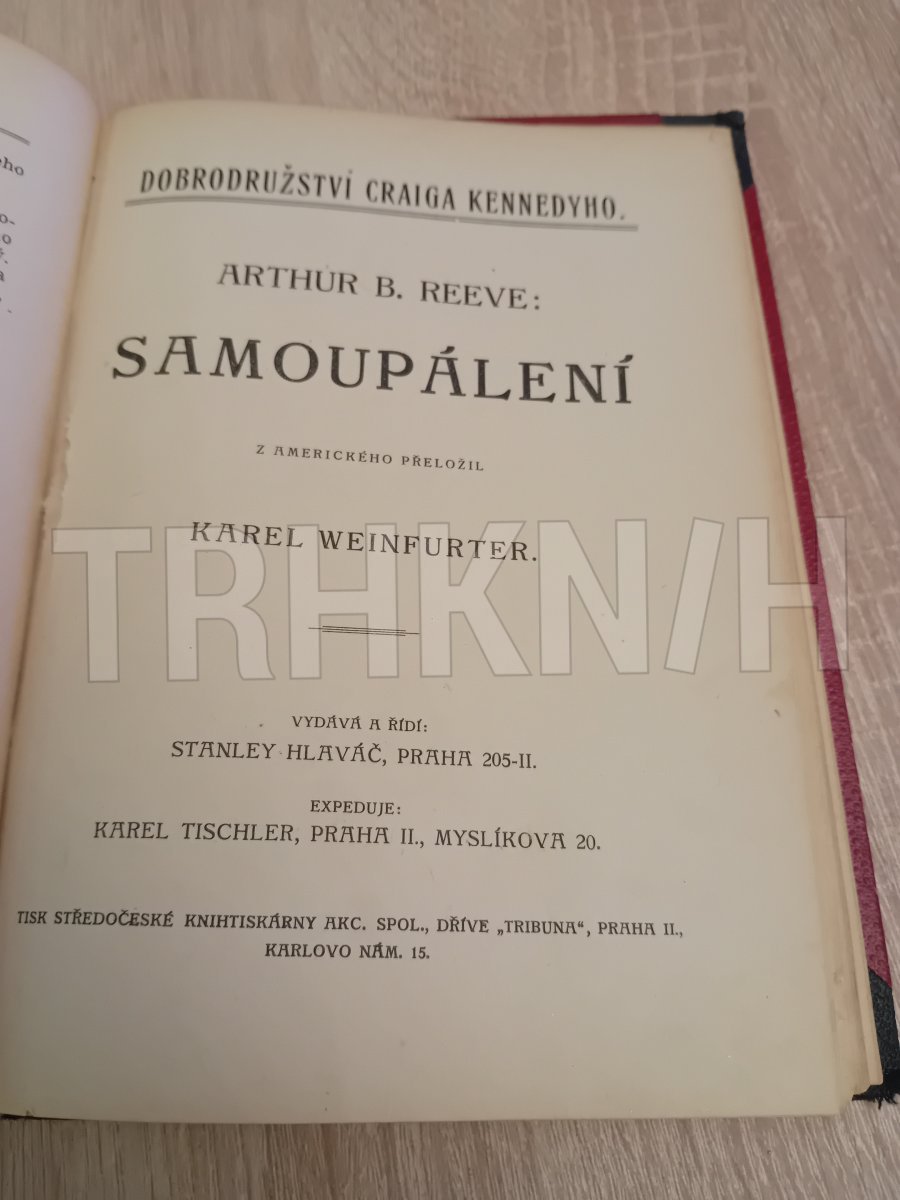 eho
o-
o
a
DOBRODRUŽSTVÍ CRAIGA KENNEDYHO.
ARTHUR B. REEVE:
SAMOUPÁLENÍ
Z AMERICKÉHO PŘELOŽIL
KAREL WEINFURTER.
TRHKNIH
VYDÁVÁ A ŘÍDÍ:
STANLEY HLAVÁČ, PRAHA 205-II.
EXPEDUJE:
KAREL TISCHLER, PRAHA II., MYSLÍKOVA 20.
TISK STŘEDOČESKÉ KNIHTISKÁRNY AKC. SPOL., DŘÍVE „TRIBUNA“, PRAHA II.,
KARLOVO NÁM. 15.